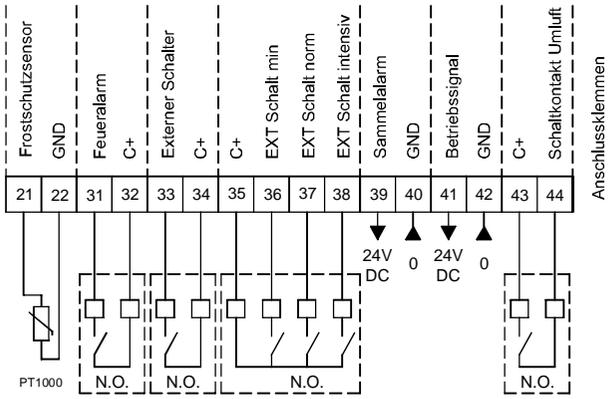 Frostschutzsensor
GND
Feueralarm
C+
Externer Schalter
C+
C+
EXT Schalt min
EXT Schalt norm
EXT Schalt intensiv
Sammelalarm
GND
Betriebssignal
GND
C+
Schaltkontakt Umluft
Anschlussklemmen
21 22 31 32 33 34 35 36 37 38 39 40 41 42 43 44
24V
DC
0
24V
DC
0
PT1000
N.O.
N.O.
N.O.
N.O.